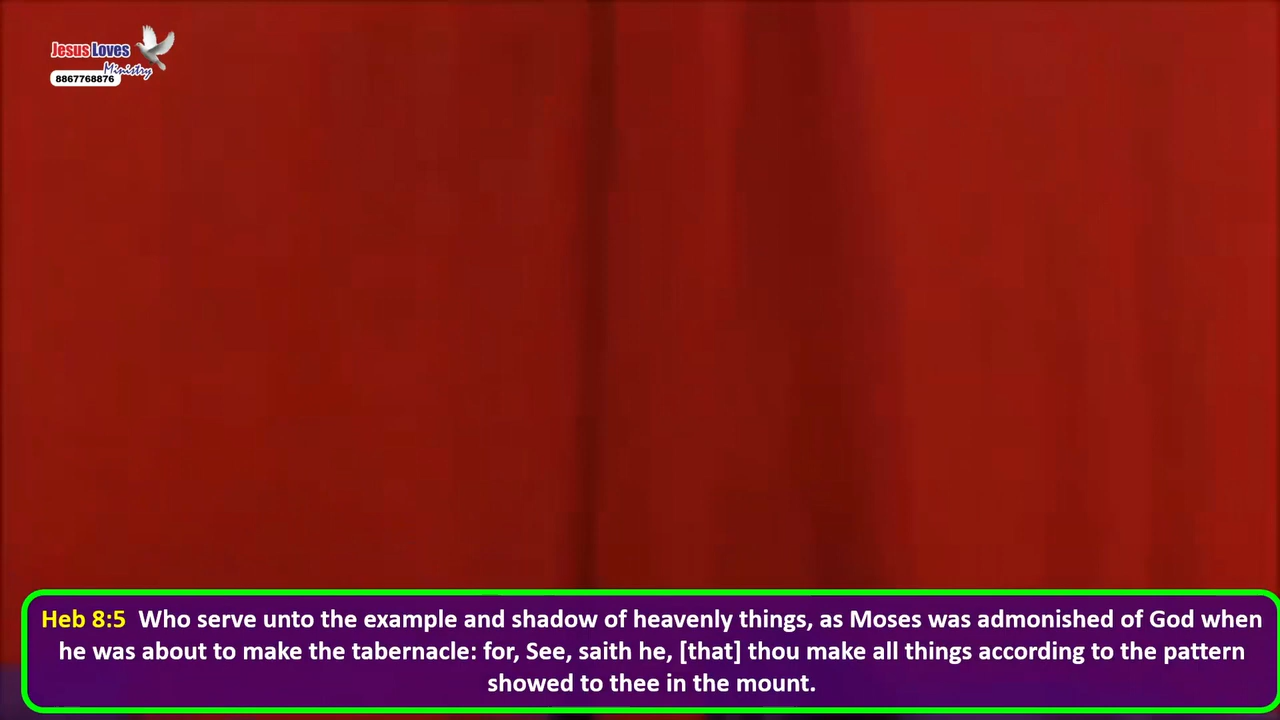 Jesus Loves
Ministry
8867768876
Heb 8:5 Who serve unto the example and shadow of heavenly things, as Moses was admonished of God when
he was about to make the tabernacle: for, See, saith he, [that] thou make all things according to the pattern
showed to thee in the mount.